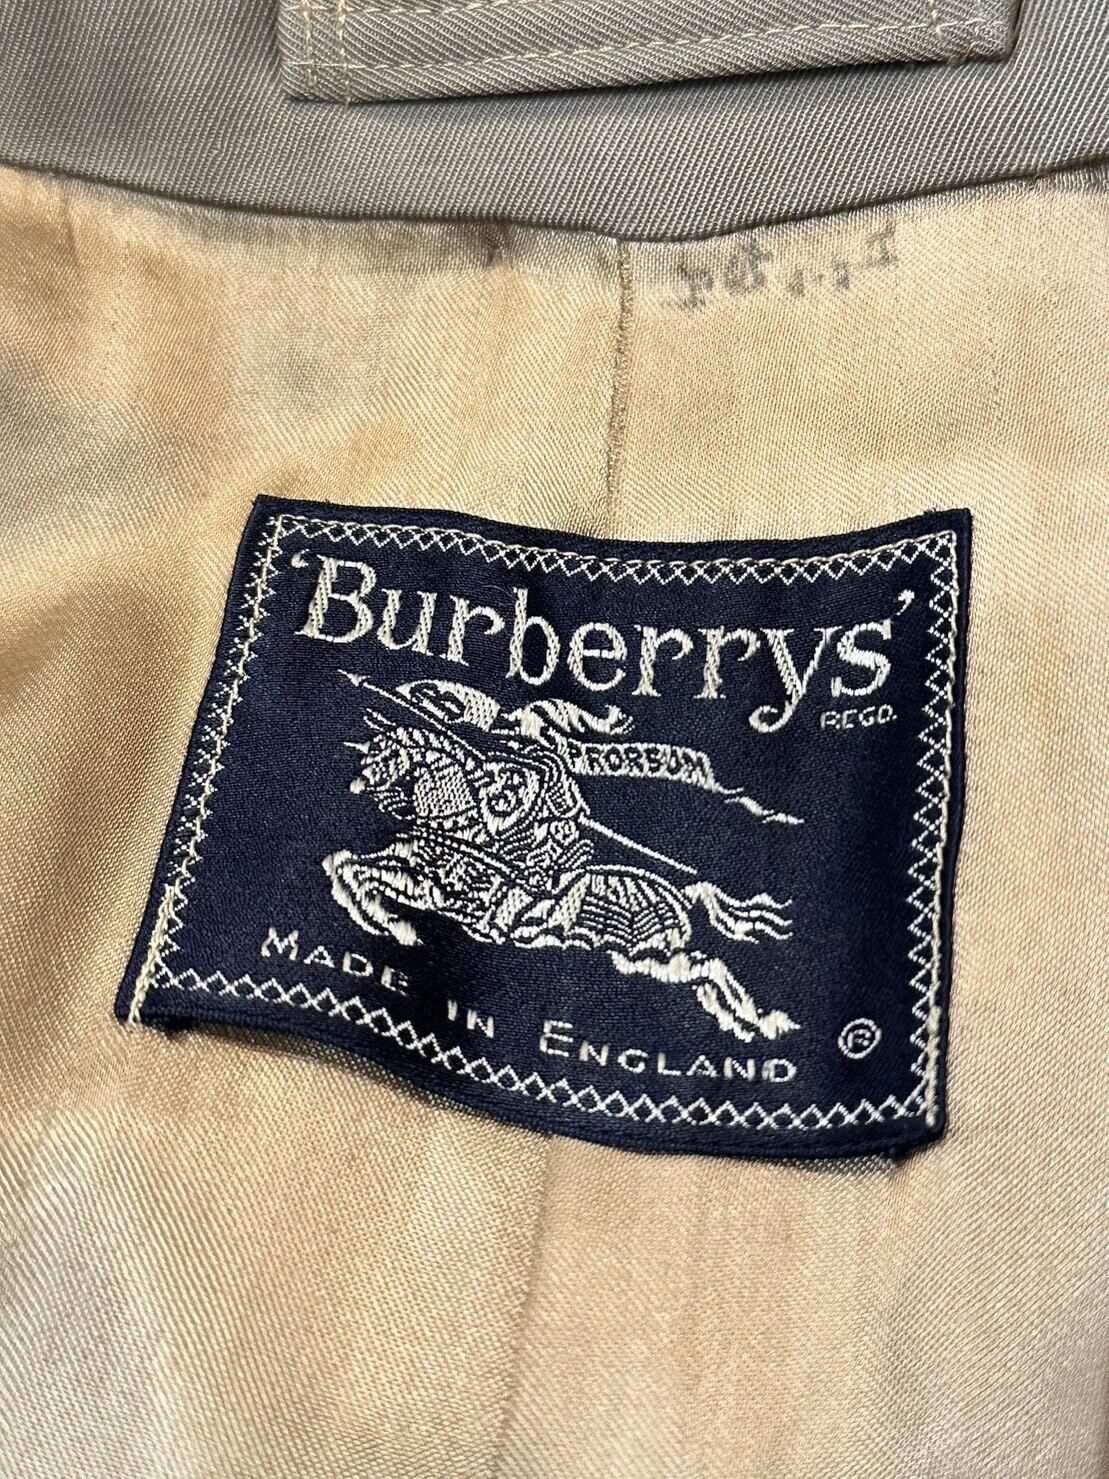 'Burberrys'
REGD.
PRORSUM
MADE IN ENGLAND ®